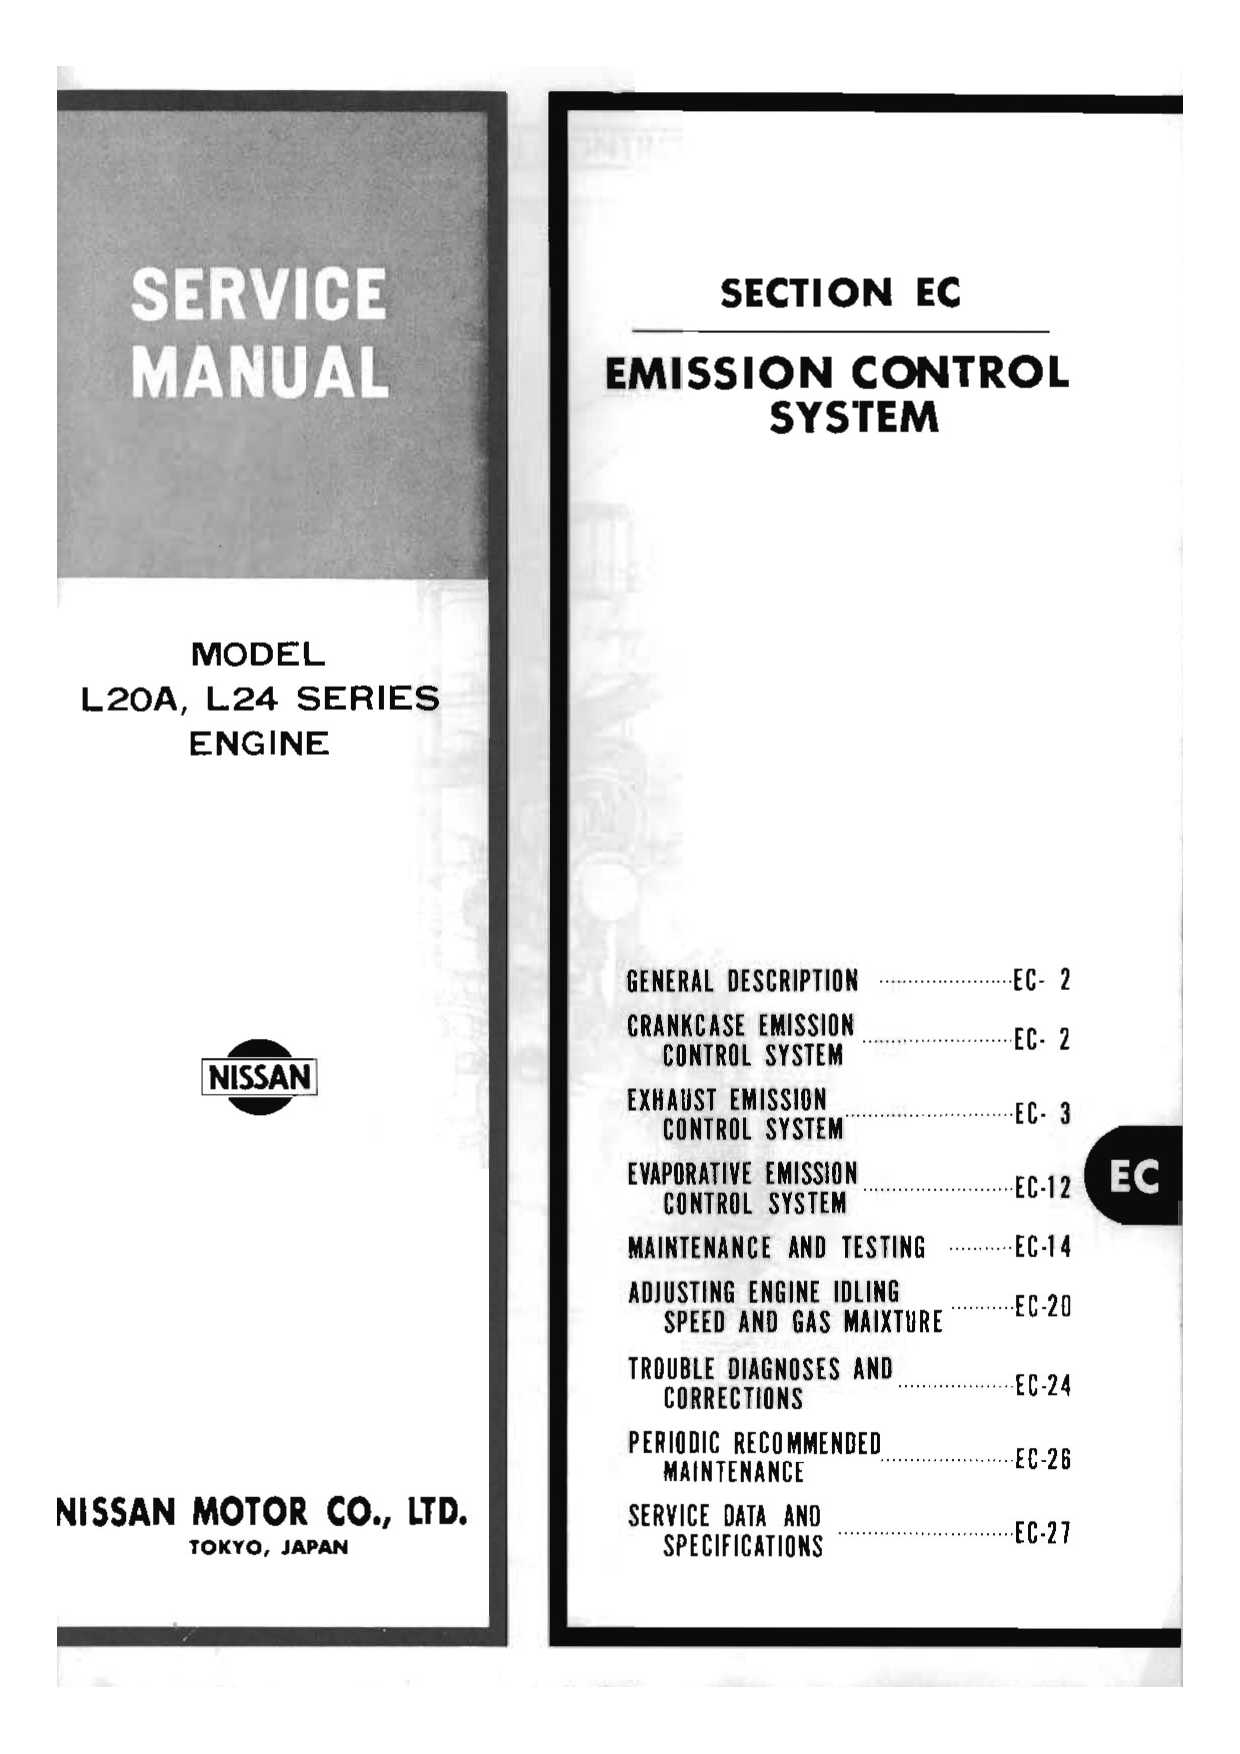 SERVICE
MANUAL
MODEL
L20A, L24 SERIES
ENGINE
NISSAN
NISSAN MOTOR CO., LTD.
TOKYO, JAPAN
SECTION EC
EMISSION CONTROL
SYSTEM
GENERAL DESCRIPTION ······················EC- 2
CRANKCASE EMISSION
CONTROL SYSTEM ························EC- 2
EXHAUST EMISSION
CONTROL SYSTEM ···························EC- 3
EVAPORATIVE EMISSION
CONTROL SYSTEM ························EC-12
MAINTENANCE AND TESTING ··········EC-14
ADJUSTING ENGINE IDLING
SPEED AND GAS MAIXTURE ··········EC-20
TROUBLE DIAGNOSES AND
CORRECTIONS ···················EC-24
PERIODIC RECOMMENDED
MAINTENANCE ······················EC-26
SERVICE DATA AND
SPECIFICATIONS ····························EC-27
EC